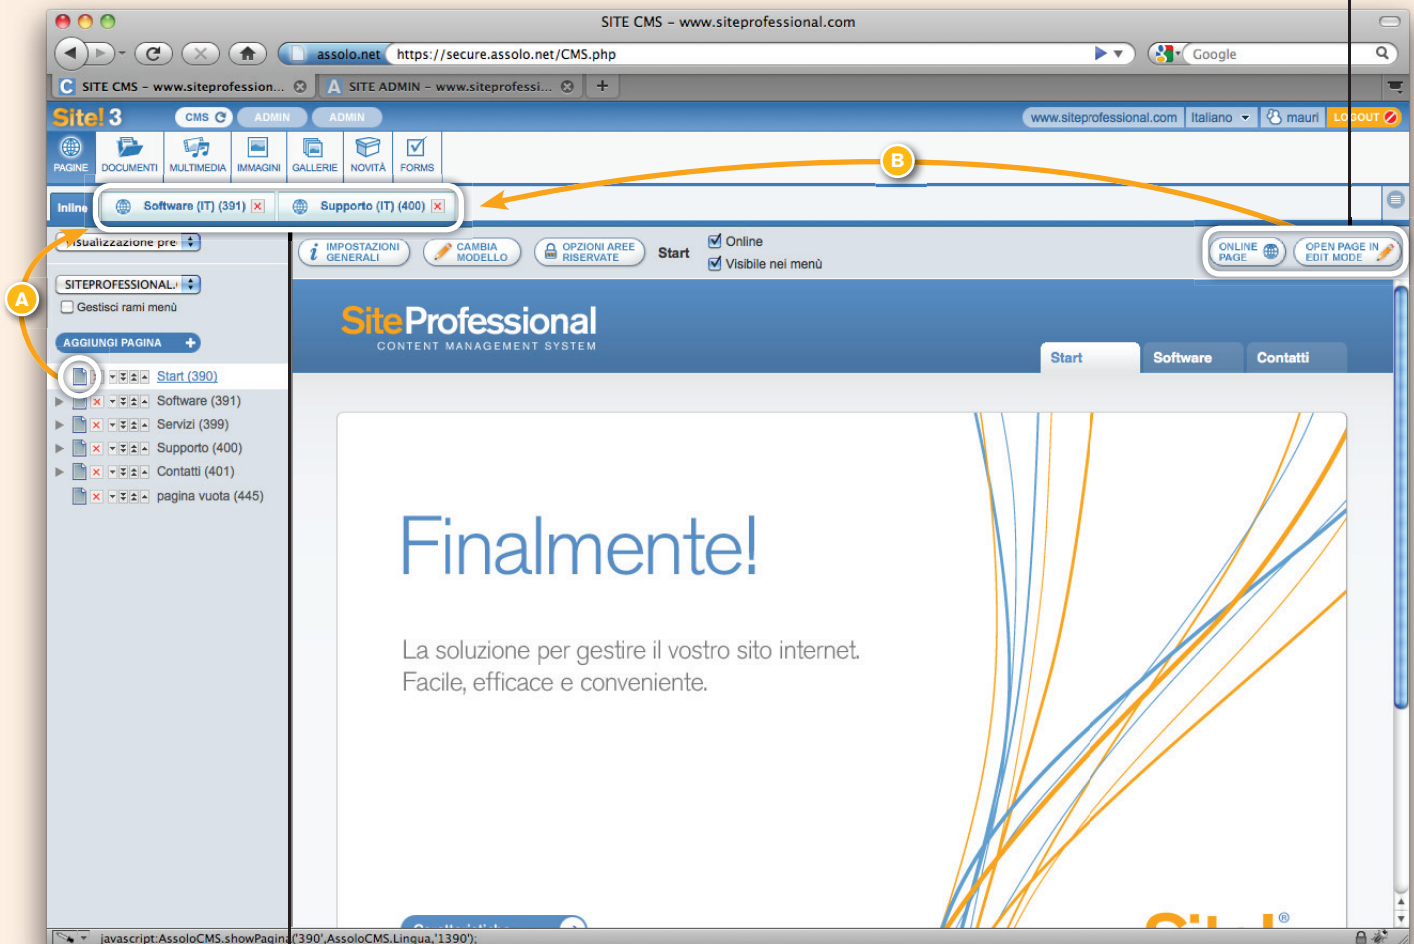 SITE CMS – www.siteprofessional.com
assolo.net https://secure.assolo.net/CMS.php
Google
C SITE CMS – www.siteprofession...
A SITE ADMIN – www.siteprofessi...
Site! 3
CMS
ADMIN
ADMIN
www.siteprofessional.com
Italiano
mauri
LOGOUT
PAGINE
DOCUMENTI
MULTIMEDIA
IMMAGINI
GALLERIE
NOVITÀ
FORMS
B
Inline
Software (IT) (391)
Supporto (IT) (400)
IMPOSTAZIONI
GENERALI
CAMBIA
MODELLO
OPZIONI AREE
RISERVATE
Start
Online
Visibile nei menù
ONLINE
PAGE
OPEN PAGE IN
EDIT MODE
Visualizzazione pre
SITEPROFESSIONAL.
Gestisci rami menù
A
AGGIUNGI PAGINA +
Start (390)
Software (391)
Servizi (399)
Supporto (400)
Contatti (401)
pagina vuota (445)
SiteProfessional
CONTENT MANAGEMENT SYSTEM
Start
Software
Contatti
Finalmente!
La soluzione per gestire il vostro sito internet.
Facile, efficace e conveniente.
Site!®
javascript:AssoloCMS.showPagina('390',AssoloCMS.Lingua,'1390');